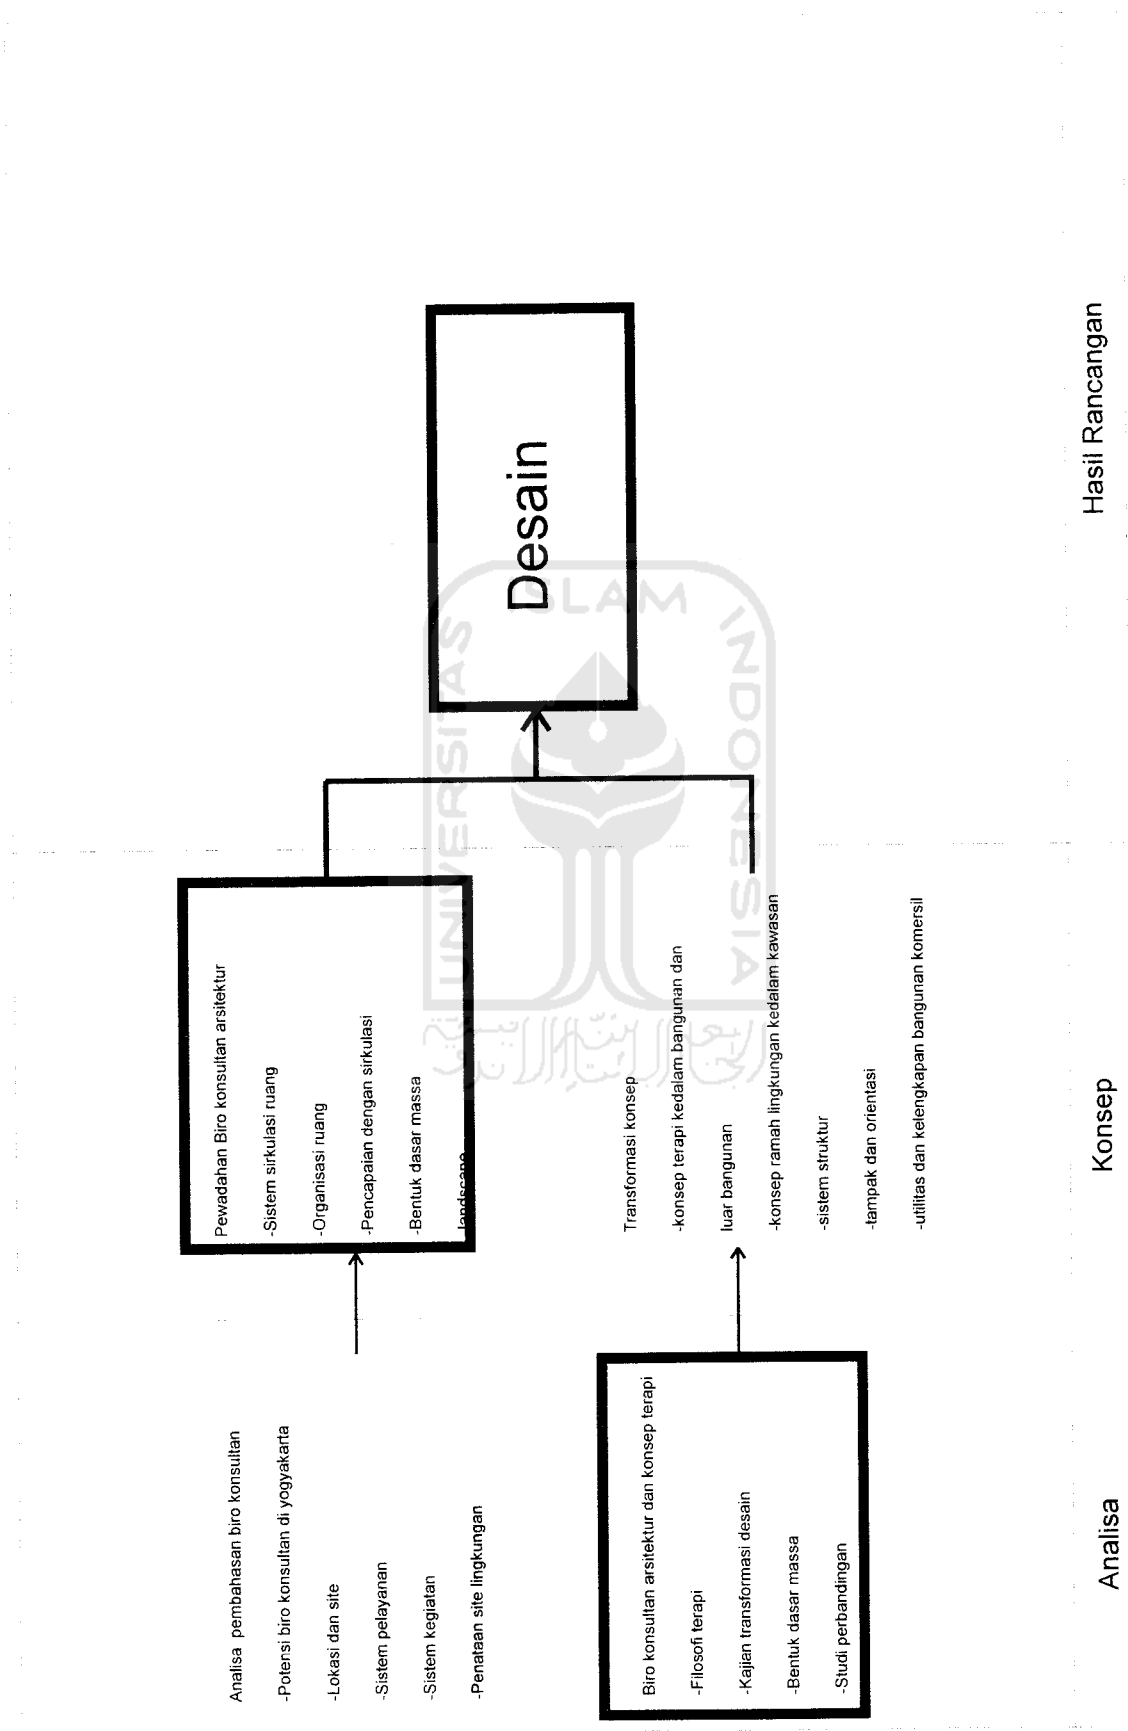 Analisa pembahasan biro konsultan
-Potensi biro konsultan di yogyakarta
-Lokasi dan site
-Sistem pelayanan
-Sistem kegiatan
-Penataan site lingkungan
Biro konsultan arsitektur dan konsep terapi
-Filosofi terapi
-Kajian transformasi desain
-Bentuk dasar massa
-Studi perbandingan
Analisa
Pewadahan Biro konsultan arsitektur
-Sistem sirkulasi ruang
-Organisasi ruang
-Pencapaian dengan sirkulasi
-Bentuk dasar massa
landscape
Transformasi konsep
-konsep terapi kedalam bangunan dan
luar bangunan
-konsep ramah lingkungan kedalam kawasan
-sistem struktur
-tampak dan orientasi
-utilitas dan kelengkapan bangunan komersil
Konsep
Desain
Hasil Rancangan
UNIVERSITAS
ISLAM
INDONESIA